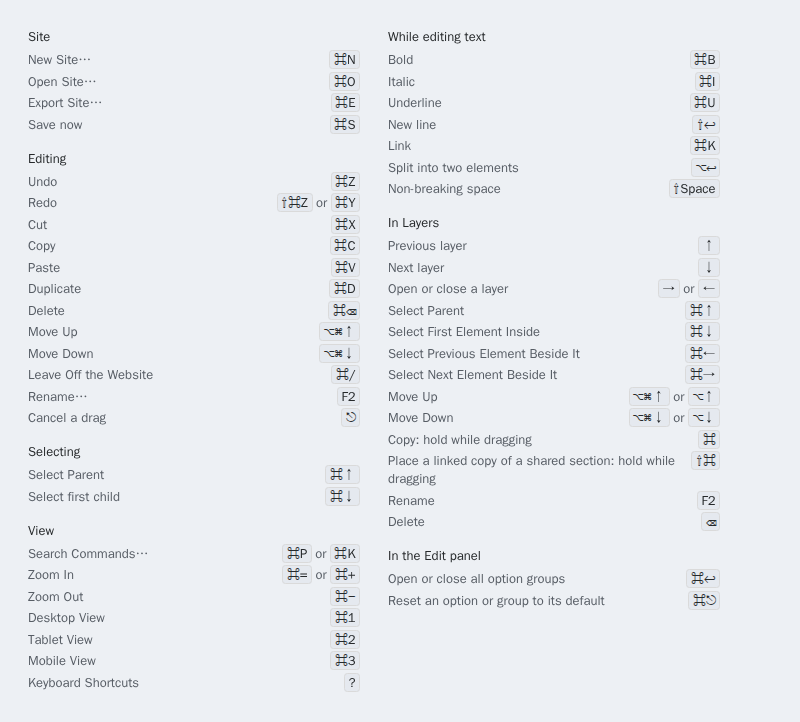 Site
New Site… ⌘N
Open Site… ⌘O
Export Site… ⌘E
Save now ⌘S
Editing
Undo ⌘Z
Redo ⇧⌘Z or ⌘Y
Cut ⌘X
Copy ⌘C
Paste ⌘V
Duplicate ⌘D
Delete ⌘⌫
Move Up ⌥⌘↑
Move Down ⌥⌘↓
Leave Off the Website ⌘/
Rename… F2
Cancel a drag ⎋
Selecting
Select Parent ⌘↑
Select first child ⌘↓
View
Search Commands… ⌘P or ⌘K
Zoom In ⌘= or ⌘+
Zoom Out ⌘−
Desktop View ⌘1
Tablet View ⌘2
Mobile View ⌘3
Keyboard Shortcuts ?
While editing text
Bold ⌘B
Italic ⌘I
Underline ⌘U
New line ⇧↩
Link ⌘K
Split into two elements ⌥↩
Non-breaking space ⇧Space
In Layers
Previous layer ↑
Next layer ↓
Open or close a layer → or ←
Select Parent ⌘↑
Select First Element Inside ⌘↓
Select Previous Element Beside It ⌘←
Select Next Element Beside It ⌘→
Move Up ⌥⌘↑ or ⌥↑
Move Down ⌥⌘↓ or ⌥↓
Copy: hold while dragging ⌘
Place a linked copy of a shared section: hold while ⇧⌘
dragging
Rename F2
Delete ⌫
In the Edit panel
Open or close all option groups ⌘↩
Reset an option or group to its default ⌘⎋